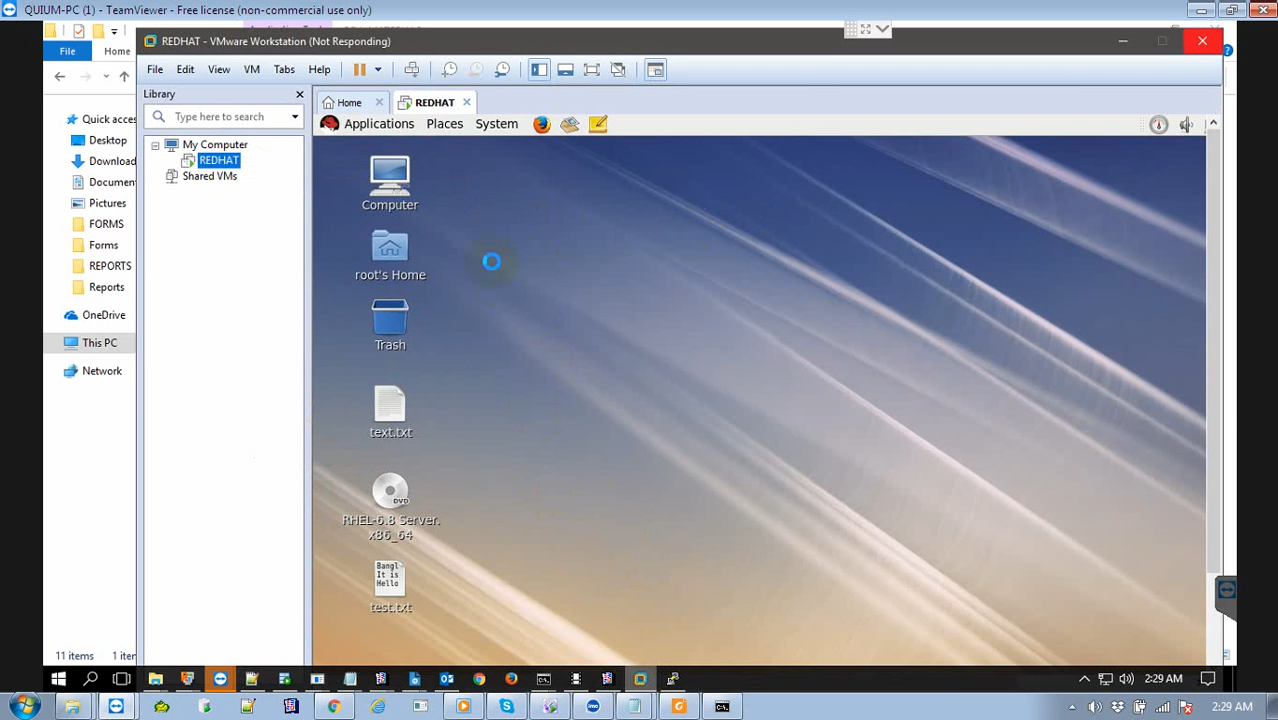 QUIUM-PC (1) - TeamViewer - Free license (non-commercial use only)
REDHAT - VMware Workstation (Not Responding)
File Home
File Edit View VM Tabs Help
Library
Type here to search
Home
REDHAT
Applications Places System
My Computer
REDHAT
Shared VMs
Quick acces
Desktop
Download
Document
Pictures
FORMS
Forms
REPORTS
Reports
OneDrive
This PC
Network
Computer
root's Home
Trash
text.txt
DVD
RHEL-6.8 Server.
x86_64
Bangl
It is
Hello
test.txt
11 items 1 iter
2:29 AM
2:29 AM